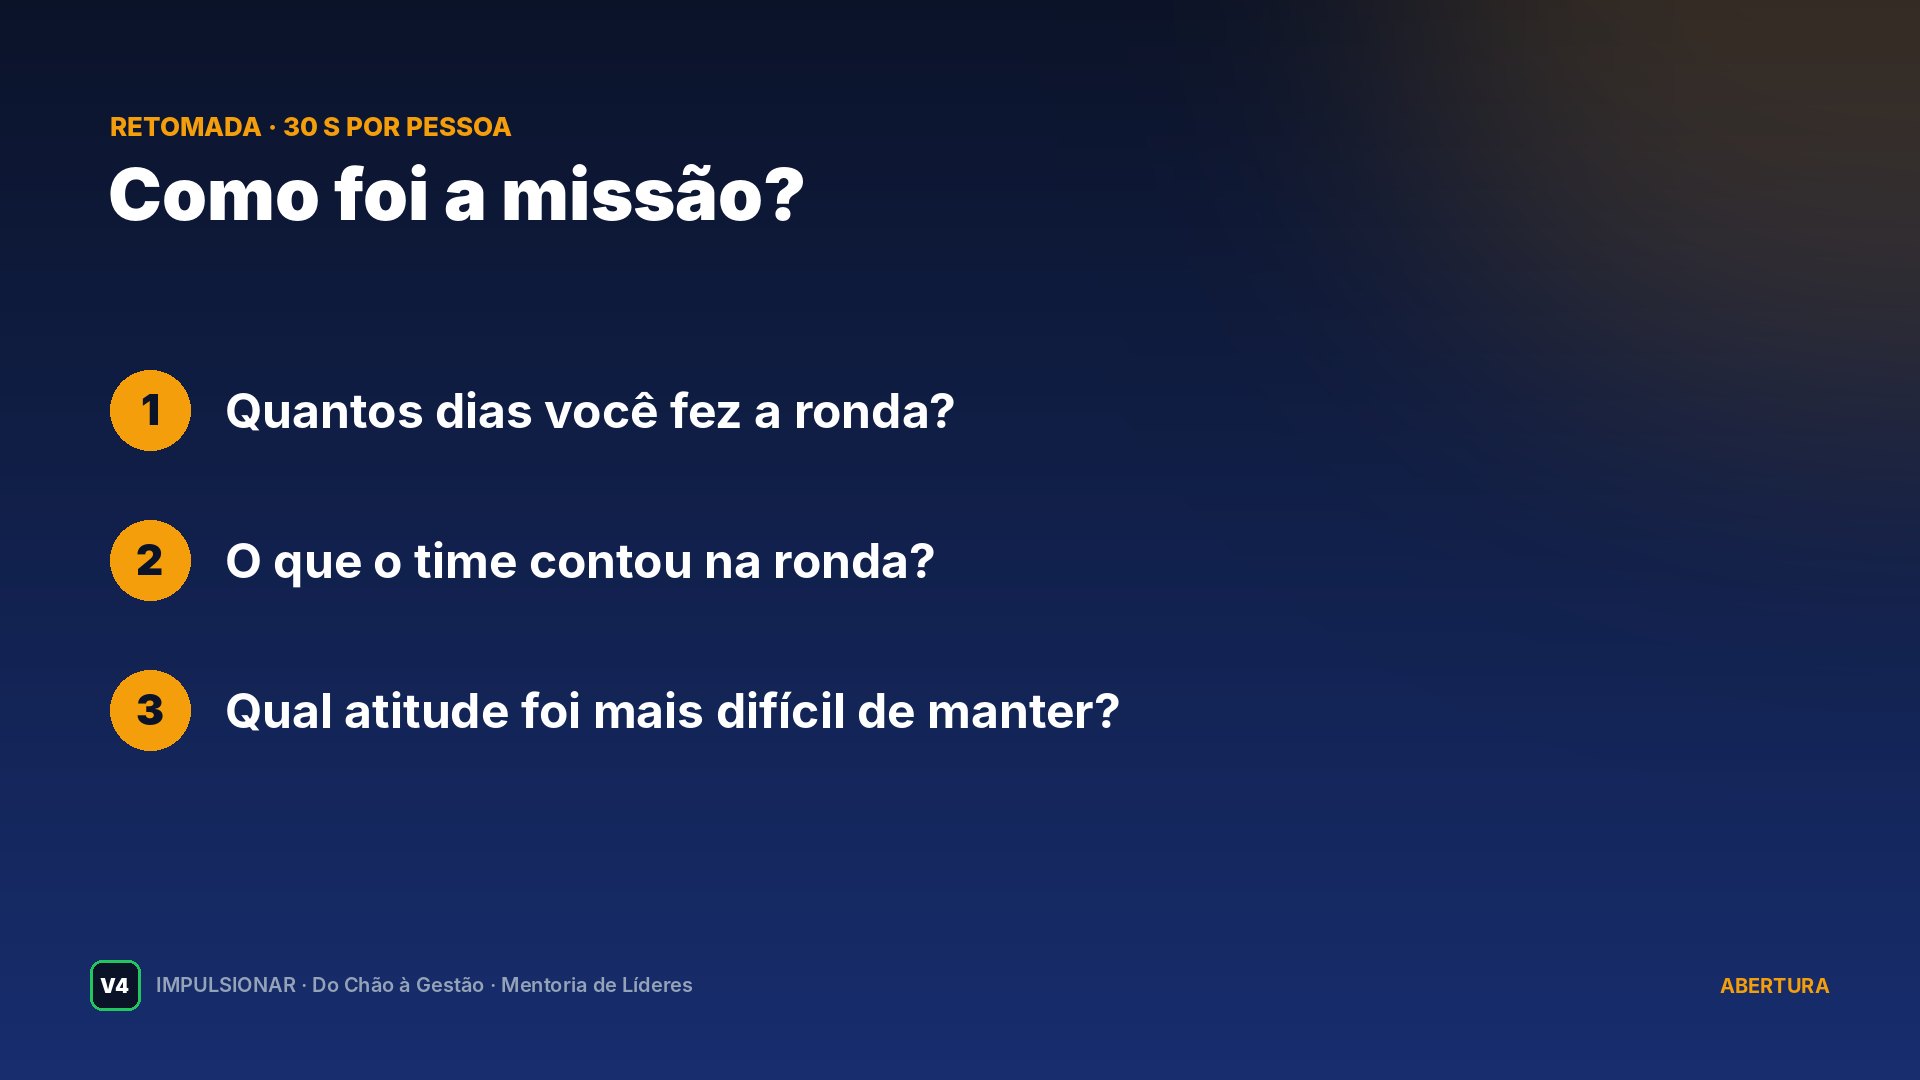 RETOMADA · 30 S POR PESSOA
Como foi a missão?
1 Quantos dias você fez a ronda?
2 O que o time contou na ronda?
3 Qual atitude foi mais difícil de manter?
V4 IMPULSIONAR · Do Chão à Gestão · Mentoria de Líderes
ABERTURA